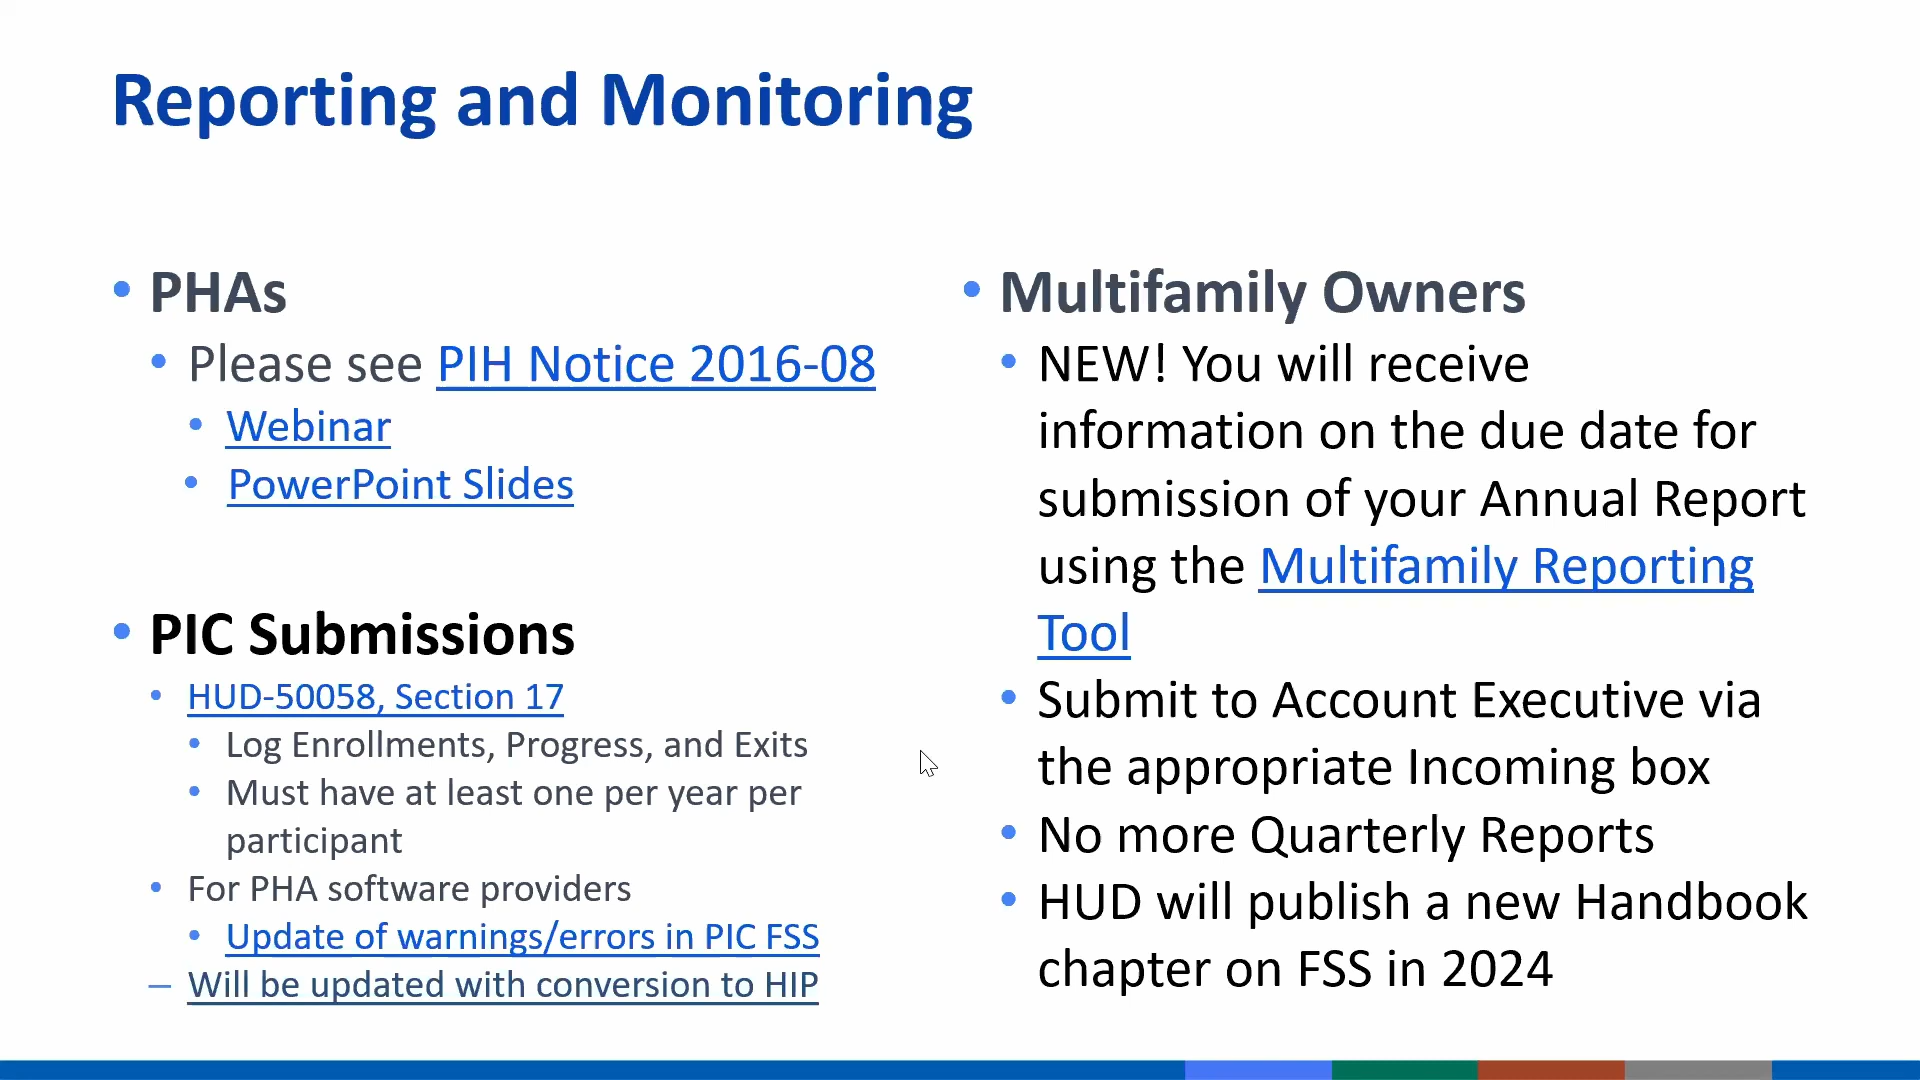 Reporting and Monitoring
PHAs
Please see PIH Notice 2016-08
Webinar
PowerPoint Slides
PIC Submissions
HUD-50058, Section 17
Log Enrollments, Progress, and Exits
Must have at least one per year per
participant
For PHA software providers
Update of warnings/errors in PIC FSS
Will be updated with conversion to HIP
Multifamily Owners
NEW! You will receive
information on the due date for
submission of your Annual Report
using the Multifamily Reporting
Tool
Submit to Account Executive via
the appropriate Incoming box
No more Quarterly Reports
HUD will publish a new Handbook
chapter on FSS in 2024